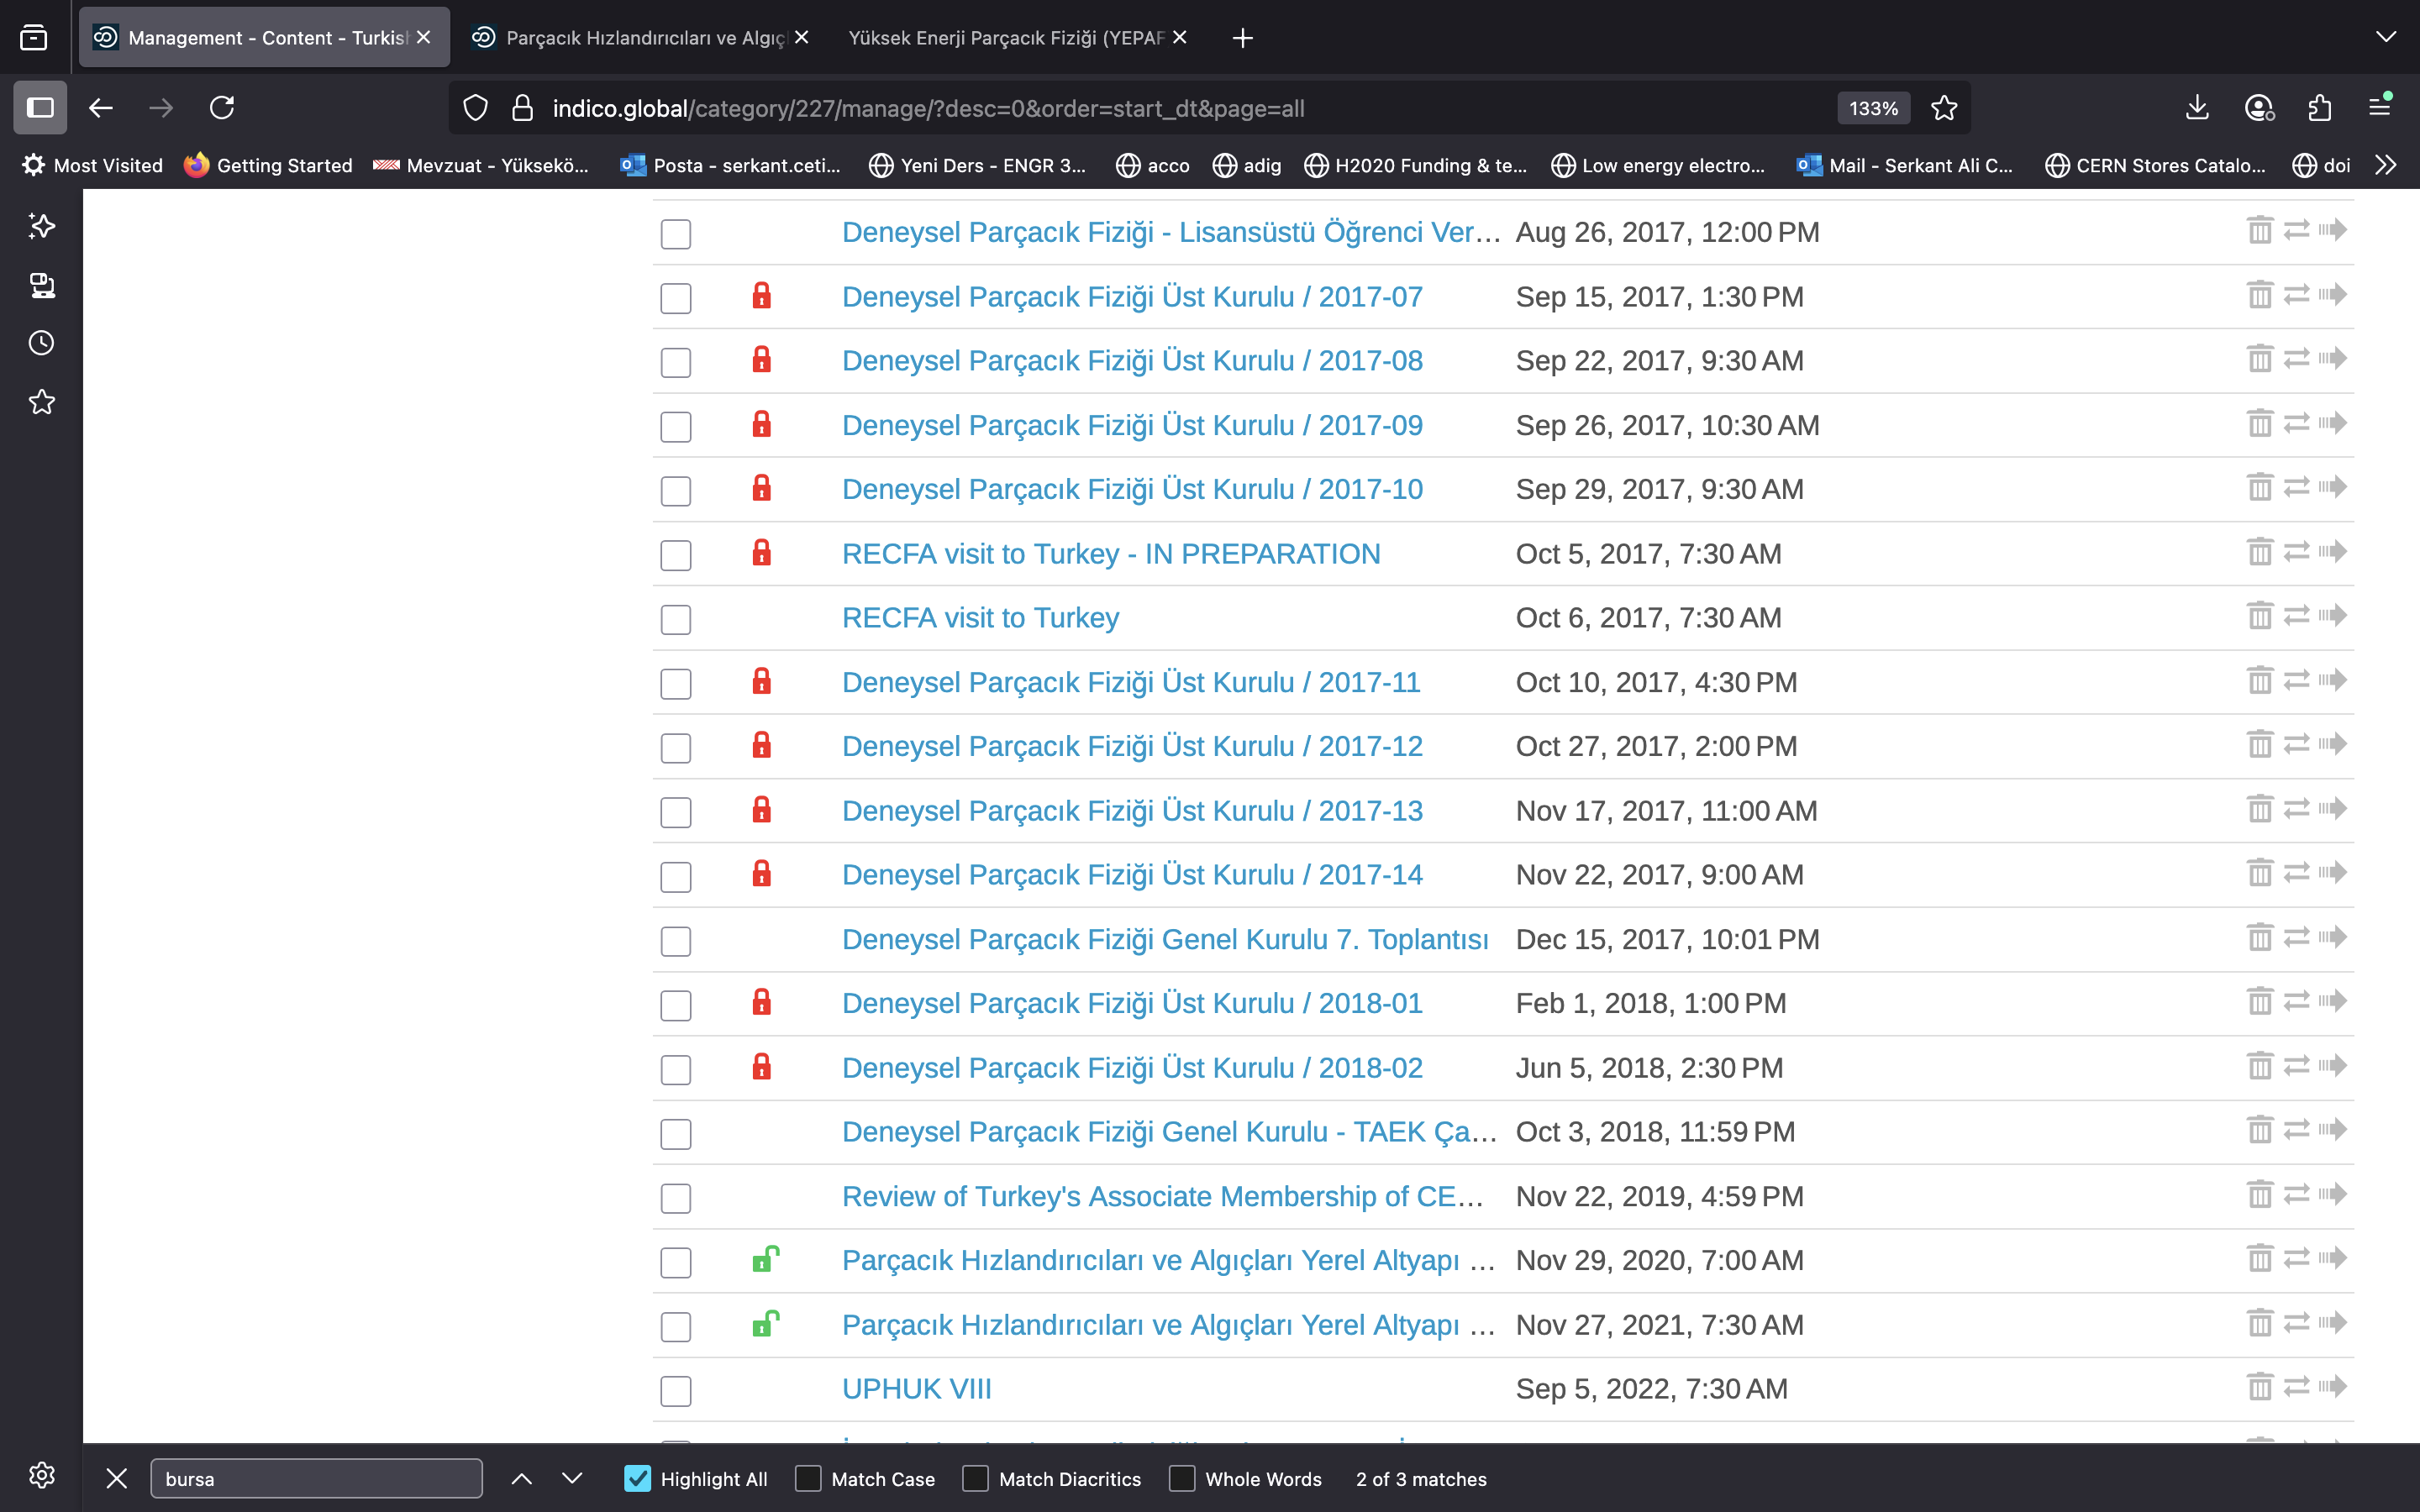 Management - Content - Turkis
Parçacık Hızlandırıcıları ve Algıç
Yüksek Enerji Parçacık Fiziği (YEPAF
indico.global/category/227/manage/?desc=0&order=start_dt&page=all
133%
Most Visited
Getting Started
Mevzuat - Yüksekö...
Posta - serkant.ceti...
Yeni Ders - ENGR 3...
acco
adig
H2020 Funding & te...
Low energy electro...
Mail - Serkant Ali C...
CERN Stores Catalo...
doi
Deneysel Parçacık Fiziği - Lisansüstü Öğrenci Ver... Aug 26, 2017, 12:00 PM
Deneysel Parçacık Fiziği Üst Kurulu / 2017-07 Sep 15, 2017, 1:30 PM
Deneysel Parçacık Fiziği Üst Kurulu / 2017-08 Sep 22, 2017, 9:30 AM
Deneysel Parçacık Fiziği Üst Kurulu / 2017-09 Sep 26, 2017, 10:30 AM
Deneysel Parçacık Fiziği Üst Kurulu / 2017-10 Sep 29, 2017, 9:30 AM
RECFA visit to Turkey - IN PREPARATION Oct 5, 2017, 7:30 AM
RECFA visit to Turkey Oct 6, 2017, 7:30 AM
Deneysel Parçacık Fiziği Üst Kurulu / 2017-11 Oct 10, 2017, 4:30 PM
Deneysel Parçacık Fiziği Üst Kurulu / 2017-12 Oct 27, 2017, 2:00 PM
Deneysel Parçacık Fiziği Üst Kurulu / 2017-13 Nov 17, 2017, 11:00 AM
Deneysel Parçacık Fiziği Üst Kurulu / 2017-14 Nov 22, 2017, 9:00 AM
Deneysel Parçacık Fiziği Genel Kurulu 7. Toplantısı Dec 15, 2017, 10:01 PM
Deneysel Parçacık Fiziği Üst Kurulu / 2018-01 Feb 1, 2018, 1:00 PM
Deneysel Parçacık Fiziği Üst Kurulu / 2018-02 Jun 5, 2018, 2:30 PM
Deneysel Parçacık Fiziği Genel Kurulu - TAEK Ça... Oct 3, 2018, 11:59 PM
Review of Turkey's Associate Membership of CE... Nov 22, 2019, 4:59 PM
Parçacık Hızlandırıcıları ve Algıçları Yerel Altyapı ... Nov 29, 2020, 7:00 AM
Parçacık Hızlandırıcıları ve Algıçları Yerel Altyapı ... Nov 27, 2021, 7:30 AM
UPHUK VIII Sep 5, 2022, 7:30 AM
bursa
Highlight All
Match Case
Match Diacritics
Whole Words
2 of 3 matches